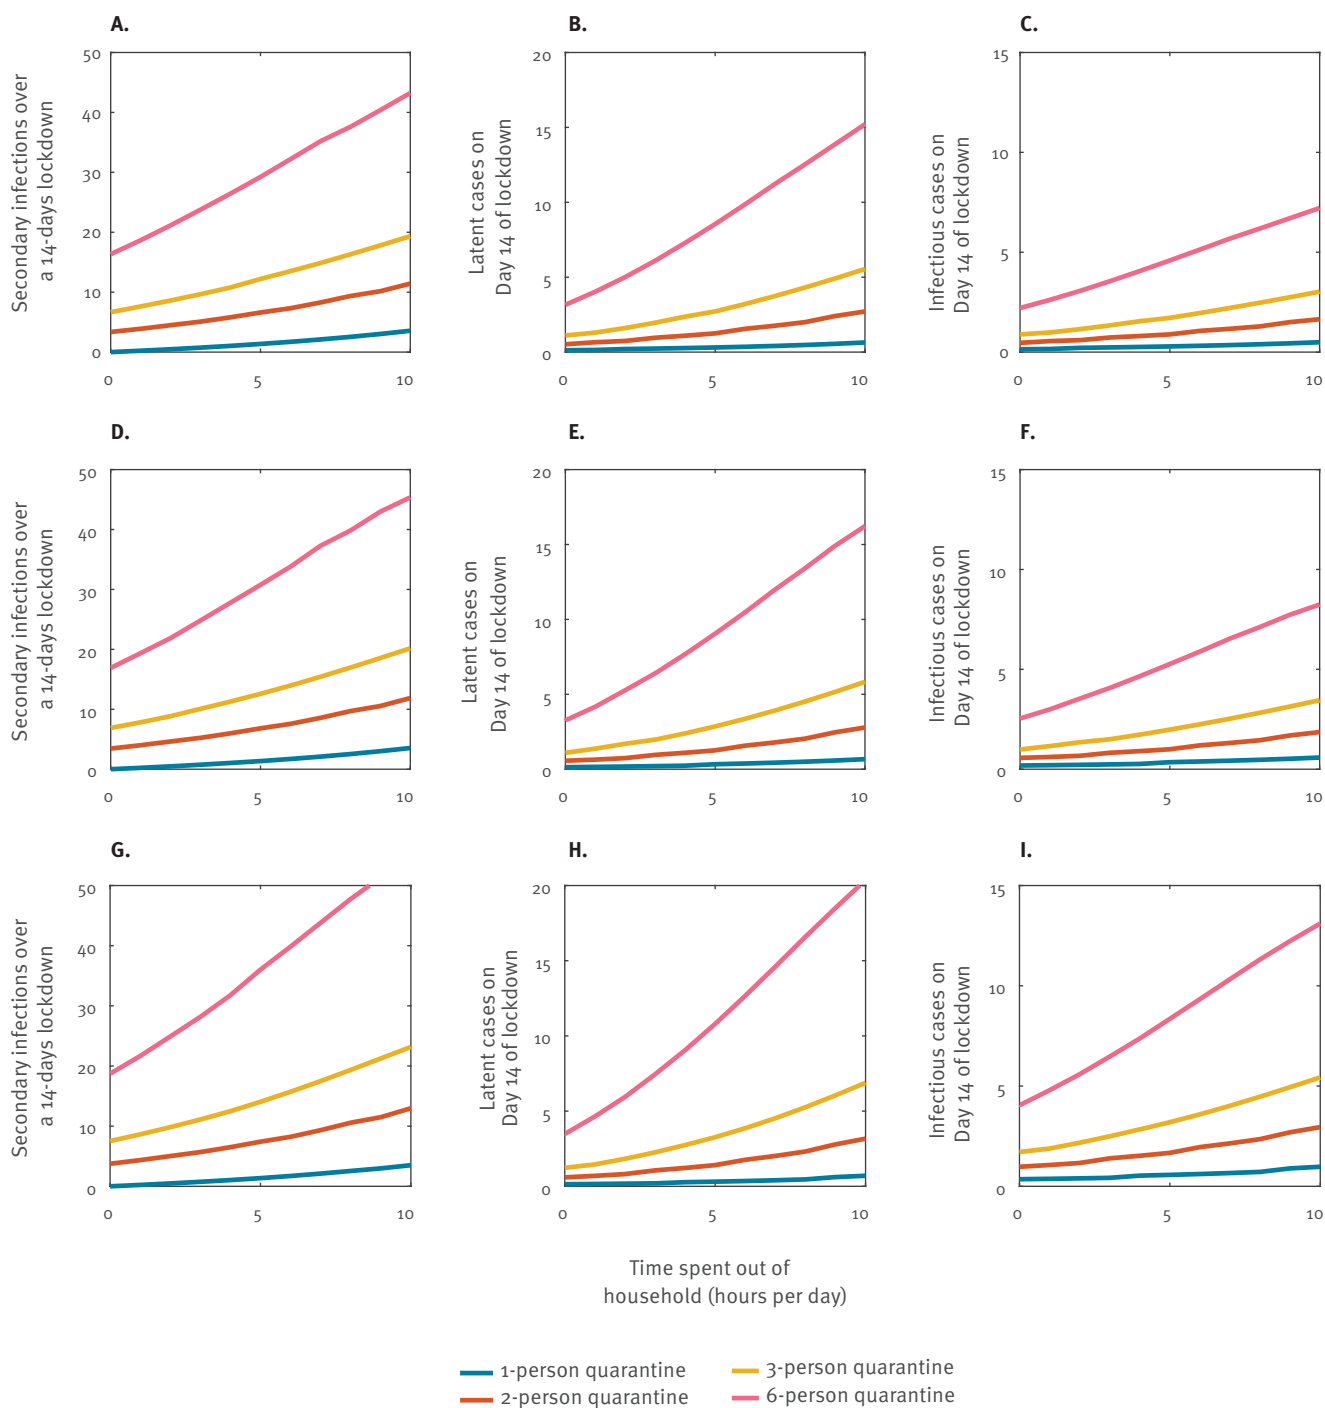 A.
B.
C.
Secondary infections over
a 14-days lockdown
50
40
30
20
10
0
0
5
10
Latent cases on
Day 14 of lockdown
20
15
10
5
0
0
5
10
Infectious cases on
Day 14 of lockdown
15
10
5
0
0
5
10
D.
E.
F.
Secondary infections over
a 14-days lockdown
50
40
30
20
10
0
0
5
10
Latent cases on
Day 14 of lockdown
20
15
10
5
0
0
5
10
Infectious cases on
Day 14 of lockdown
15
10
5
0
0
5
10
G.
H.
I.
Secondary infections over
a 14-days lockdown
50
40
30
20
10
0
0
5
10
Latent cases on
Day 14 of lockdown
20
15
10
5
0
0
5
10
Infectious cases on
Day 14 of lockdown
15
10
5
0
0
5
10
Time spent out of
household (hours per day)
1-person quarantine
3-person quarantine
2-person quarantine
6-person quarantine